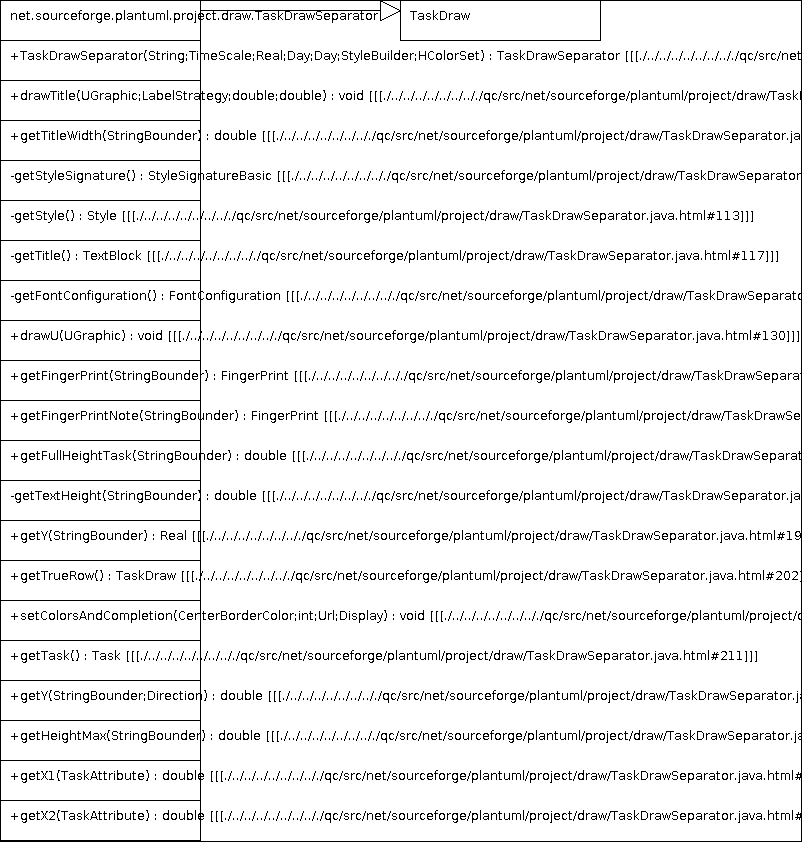 net.sourceforge.plantuml.project.draw.TaskDrawSeparator
TaskDraw
+TaskDrawSeparator(String;TimeScale;Real;Day;Day;StyleBuilder;HColorSet) : TaskDrawSeparator [[[./../../../../../../../qc/src/net
+drawTitle(UGraphic;LabelStrategy;double;double) : void [[[./../../../../../../../qc/src/net/sourceforge/plantuml/project/draw/Task
+getTitleWidth(StringBounder) : double [[[./../../../../../../../qc/src/net/sourceforge/plantuml/project/draw/TaskDrawSeparator.ja
-getStyleSignature() : StyleSignatureBasic [[[./../../../../../../../qc/src/net/sourceforge/plantuml/project/draw/TaskDrawSeparator
-getStyle() : Style [[[./../../../../../../../qc/src/net/sourceforge/plantuml/project/draw/TaskDrawSeparator.java.html#113]]]
-getTitle() : TextBlock [[[./../../../../../../../qc/src/net/sourceforge/plantuml/project/draw/TaskDrawSeparator.java.html#117]]]
-getFontConfiguration() : FontConfiguration [[[./../../../../../../../qc/src/net/sourceforge/plantuml/project/draw/TaskDrawSeparato
+drawU(UGraphic) : void [[[./../../../../../../../qc/src/net/sourceforge/plantuml/project/draw/TaskDrawSeparator.java.html#130]]]
+getFingerPrint(StringBounder) : FingerPrint [[[./../../../../../../../qc/src/net/sourceforge/plantuml/project/draw/TaskDrawSeparat
+getFingerPrintNote(StringBounder) : FingerPrint [[[./../../../../../../../qc/src/net/sourceforge/plantuml/project/draw/TaskDrawSe
+getFullHeightTask(StringBounder) : double [[[./../../../../../../../qc/src/net/sourceforge/plantuml/project/draw/TaskDrawSeparat
-getTextHeight(StringBounder) : double [[[./../../../../../../../qc/src/net/sourceforge/plantuml/project/draw/TaskDrawSeparator.ja
+getY(StringBounder) : Real [[[./../../../../../../../qc/src/net/sourceforge/plantuml/project/draw/TaskDrawSeparator.java.html#19
+getTrueRow() : TaskDraw [[[./../../../../../../../qc/src/net/sourceforge/plantuml/project/draw/TaskDrawSeparator.java.html#202]
+setColorsAndCompletion(CenterBorderColor;int;Url;Display) : void [[[./../../../../../../../qc/src/net/sourceforge/plantuml/project/d
+getTask() : Task [[[./../../../../../../../qc/src/net/sourceforge/plantuml/project/draw/TaskDrawSeparator.java.html#211]]]
+getY(StringBounder;Direction) : double [[[./../../../../../../../qc/src/net/sourceforge/plantuml/project/draw/TaskDrawSeparator.j
+getHeightMax(StringBounder) : double [[[./../../../../../../../qc/src/net/sourceforge/plantuml/project/draw/TaskDrawSeparator.ja
+getX1(TaskAttribute) : double [[[./../../../../../../../qc/src/net/sourceforge/plantuml/project/draw/TaskDrawSeparator.java.html#
+getX2(TaskAttribute) : double [[[./../../../../../../../qc/src/net/sourceforge/plantuml/project/draw/TaskDrawSeparator.java.html#